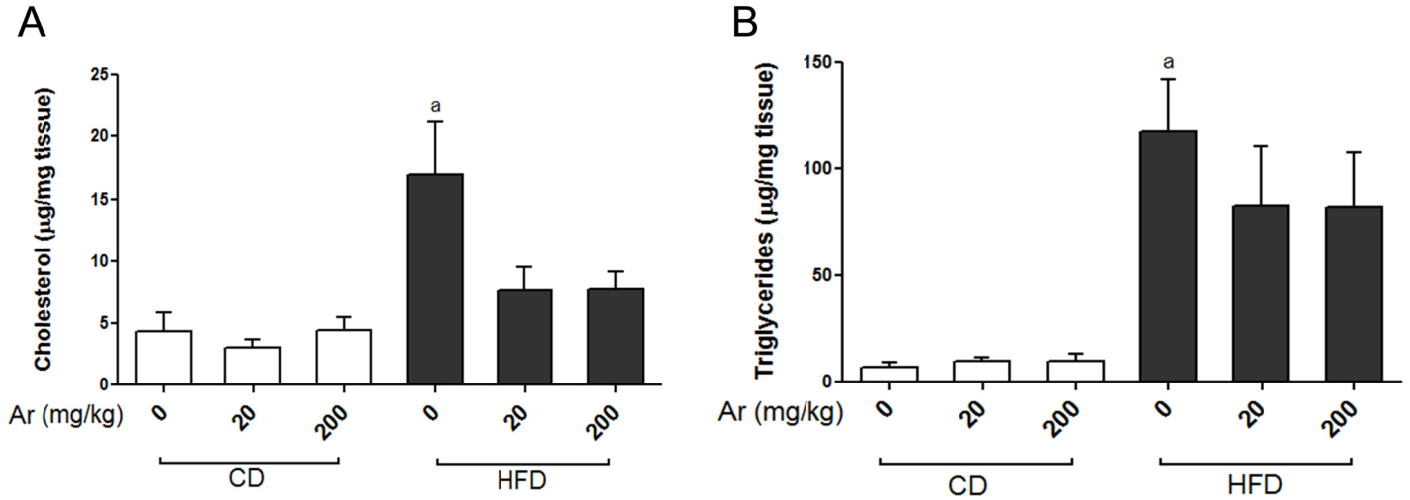 A
B
Cholesterol (µg/mg tissue)
25
20
15
10
5
0
a
Ar (mg/kg)
0
20
200
0
20
200
CD
HFD
Triglycerides (µg/mg tissue)
150
100
50
0
a
Ar (mg/kg)
0
20
200
0
20
200
CD
HFD